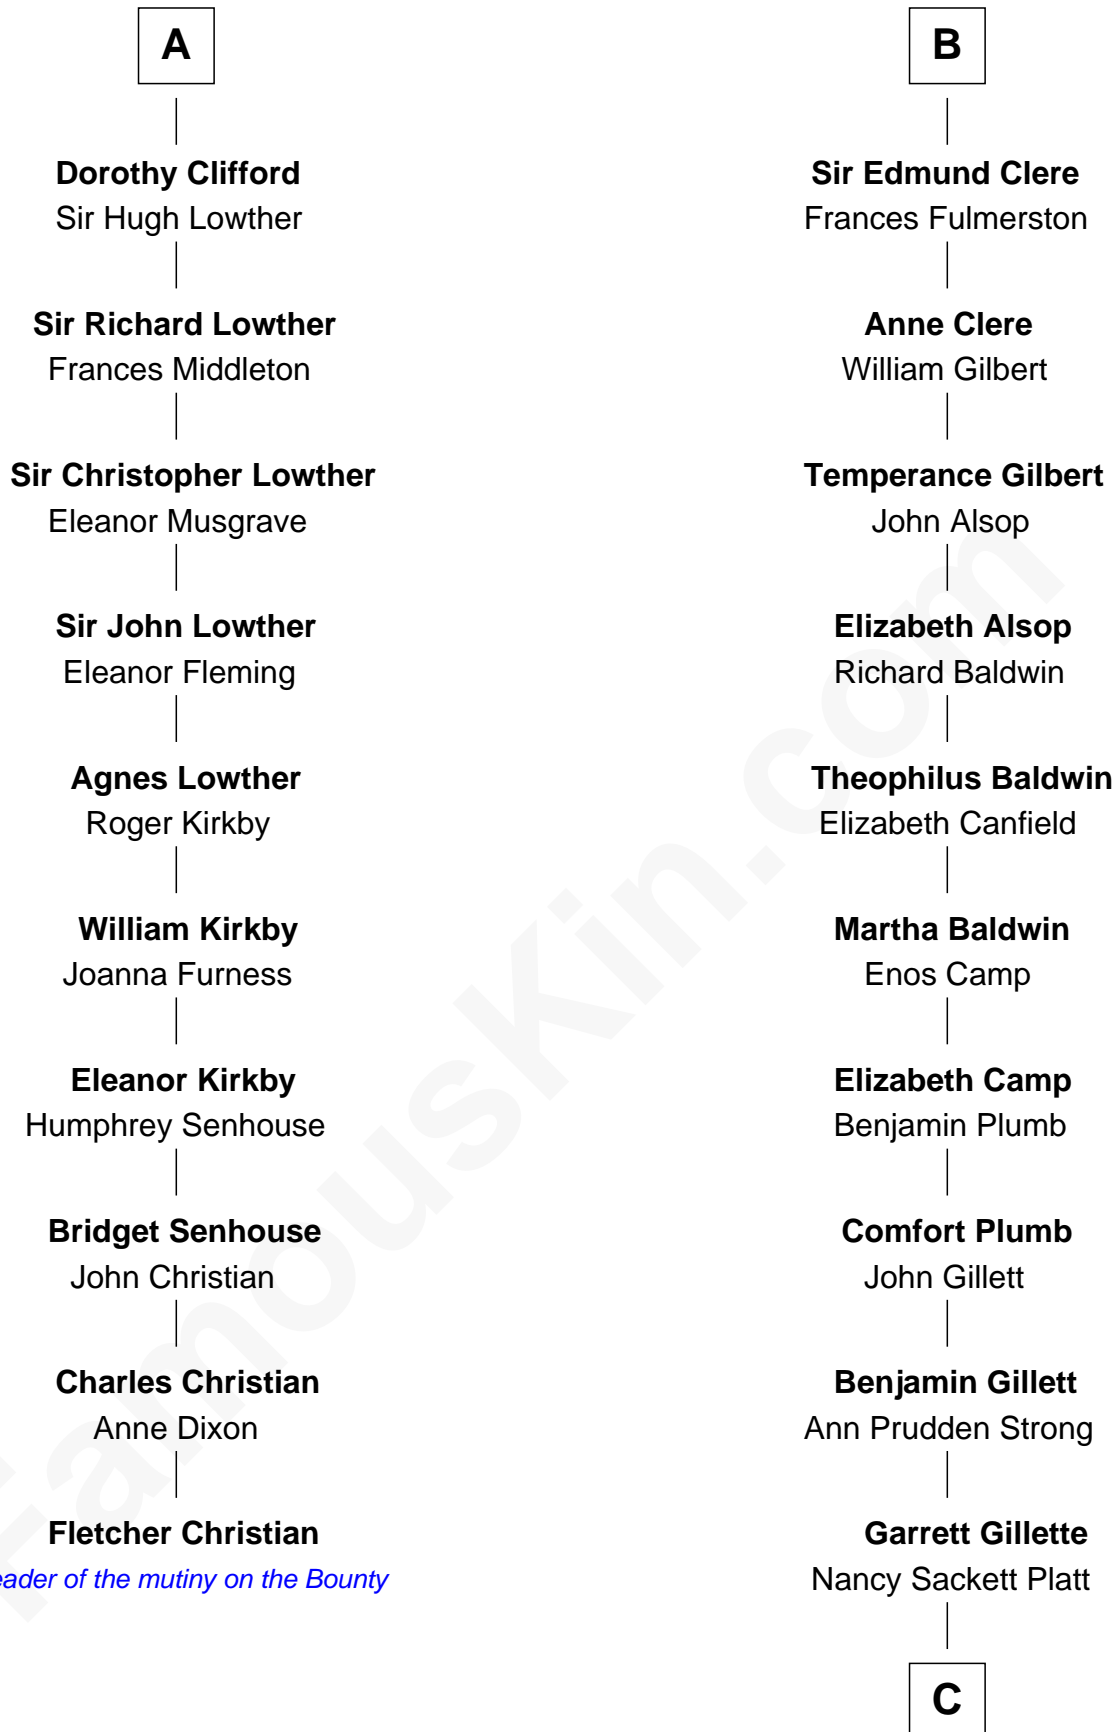 A
Dorothy Clifford
Sir Hugh Lowther
Sir Richard Lowther
Frances Middleton
Sir Christopher Lowther
Eleanor Musgrave
Sir John Lowther
Eleanor Fleming
Agnes Lowther
Roger Kirkby
William Kirkby
Joanna Furness
Eleanor Kirkby
Humphrey Senhouse
Bridget Senhouse
John Christian
Charles Christian
Anne Dixon
Fletcher Christian
eader of the mutiny on the Bounty
B
Sir Edmund Clere
Frances Fulmerston
Anne Clere
William Gilbert
Temperance Gilbert
John Alsop
Elizabeth Alsop
Richard Baldwin
Theophilus Baldwin
Elizabeth Canfield
Martha Baldwin
Enos Camp
Elizabeth Camp
Benjamin Plumb
Comfort Plumb
John Gillett
Benjamin Gillett
Ann Prudden Strong
Garrett Gillette
Nancy Sackett Platt
C
FamousKin.com